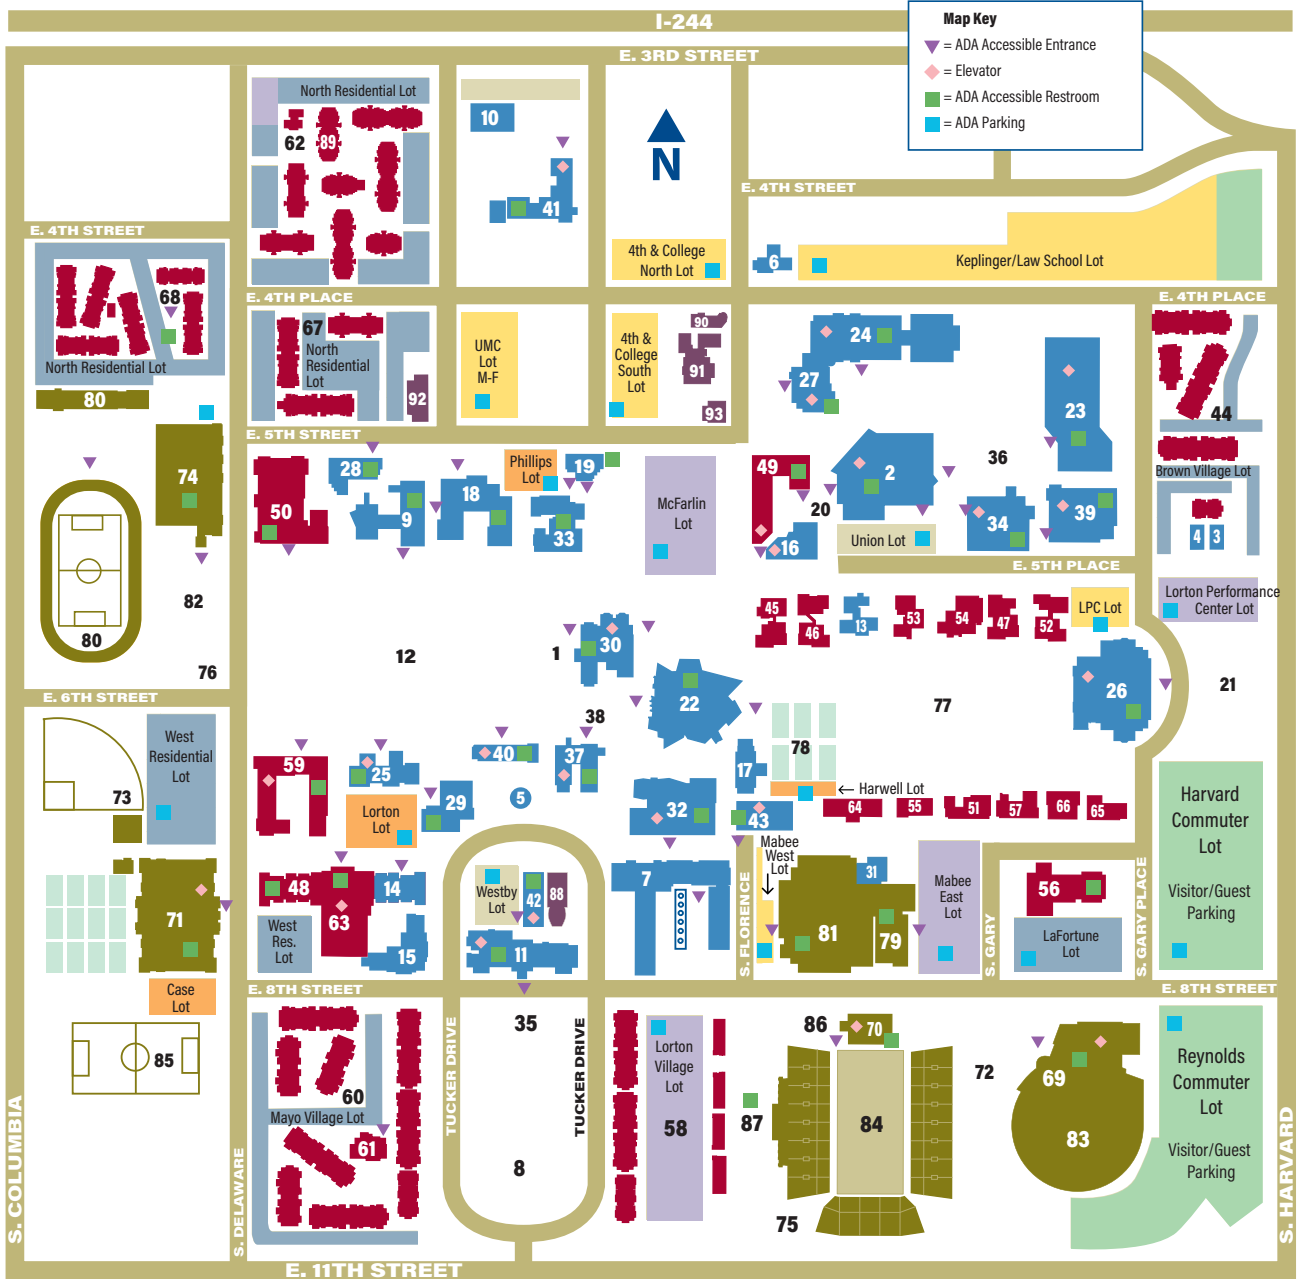 I-244
E. 3RD STREET
Map Key
= ADA Accessible Entrance
= Elevator
= ADA Accessible Restroom
= ADA Parking
North Residential Lot
62
89
10
41
N
E. 4TH STREET
E. 4TH STREET
4th & College
North Lot
6
Keplinger/Law School Lot
68
North Residential Lot
E. 4TH PLACE
E. 4TH PLACE
67
North
Residential
Lot
92
UMC
Lot
M-F
4th &
College
South
Lot
90
91
93
24
27
23
44
80
E. 5TH STREET
Brown Village Lot
74
28
50
9
18
Phillips
Lot
19
33
McFarlin
Lot
49
20
16
2
36
Union Lot
34
39
4
3
E. 5TH PLACE
82
80
76
12
1
30
45
46
13
53
54
47
52
LPC Lot
Lorton Performance
Center Lot
E. 6TH STREET
38
22
77
26
21
West
Residential
Lot
73
59
25
40
37
5
29
Lorton
Lot
17
78
Harwell Lot
32
43
64
55
51
57
66
65
Harvard
Commuter
Lot
Visitor/Guest
Parking
71
48
63
14
West
Res.
Lot
15
Westby
Lot
42
88
11
7
S. FLORENCE
Mabee
West
Lot
31
81
79
Mabee
East
Lot
S. GARY
56
LaFortune
Lot
S. GARY PLACE
Case
Lot
E. 8TH STREET
E. 8TH STREET
85
60
Mayo Village Lot
61
TUCKER DRIVE
35
TUCKER DRIVE
8
Lorton
Village
Lot
58
87
86
70
84
75
72
69
83
Reynolds
Commuter
Lot
Visitor/Guest
Parking
S. COLUMBIA
S. DELAWARE
S. HARVARD
E. 11TH STREET